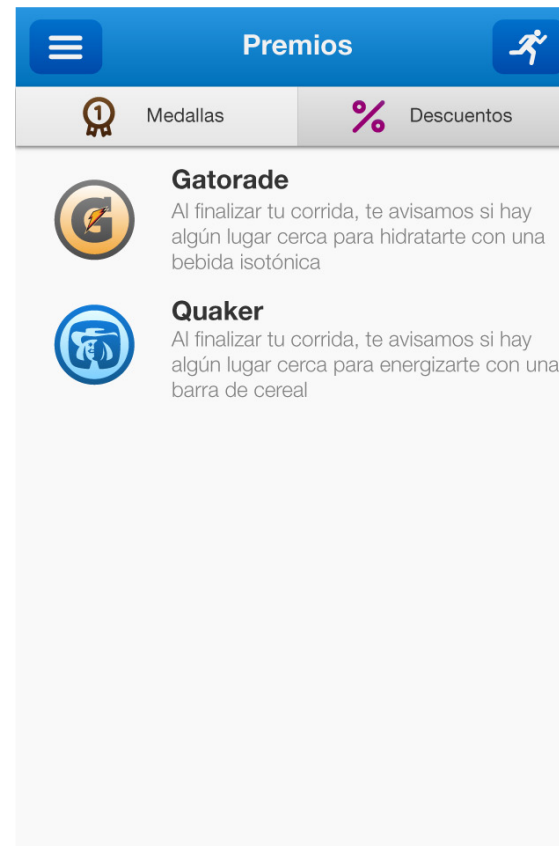 Premios
1 Medallas
% Descuentos
G
Gatorade
Al finalizar tu corrida, te avisamos si hay
algún lugar cerca para hidratarte con una
bebida isotónica
Quaker
Al finalizar tu corrida, te avisamos si hay
algún lugar cerca para energizarte con una
barra de cereal